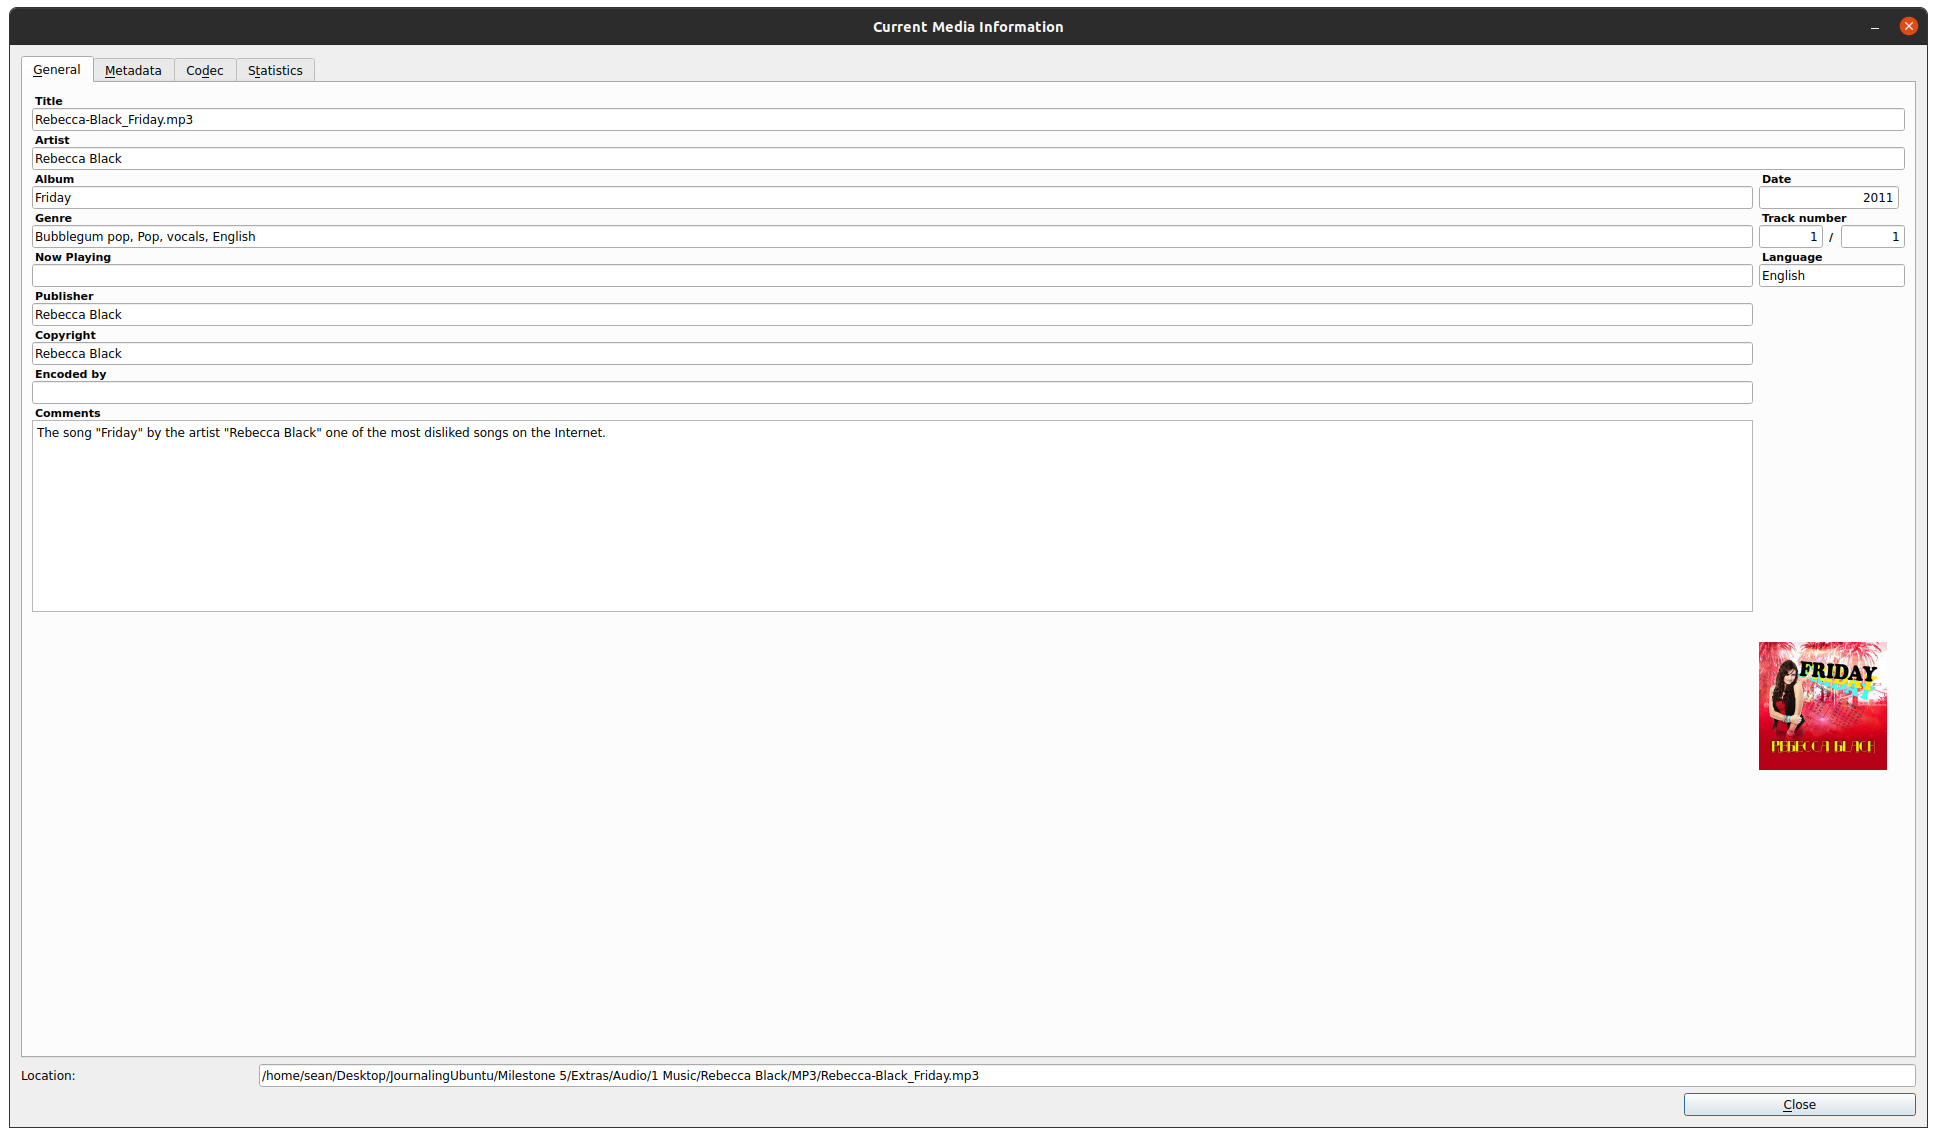 Current Media Information
General Metadata Codec Statistics
Title
Rebecca-Black_Friday.mp3
Artist
Rebecca Black
Album Date
Friday 2011
Genre Track number
Bubblegum pop, Pop, vocals, English 1 / 1
Now Playing Language
English
Publisher
Rebecca Black
Copyright
Rebecca Black
Encoded by
Comments
The song "Friday" by the artist "Rebecca Black" one of the most disliked songs on the Internet.
FRIDAY
REBECCA BLACK
Location: /home/sean/Desktop/JournalingUbuntu/Milestone 5/Extras/Audio/1 Music/Rebecca Black/MP3/Rebecca-Black_Friday.mp3
Close